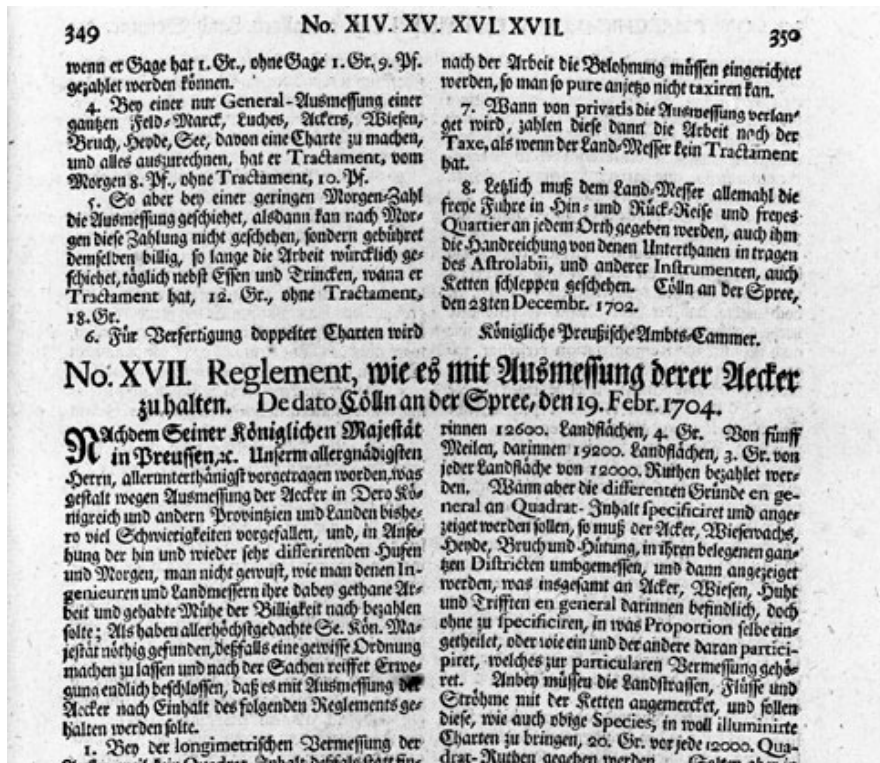 349
No. XIV. XV. XVI. XVII.
350
wenn er Gage hat 1. Gr., ohne Gage 1. Gr. 9. Pf.
gezahlet werden können.
4. Bey einer nur General-Ausmessung einer
gantzen Feld-Marck, Luches, Ackers, Wiesen,
Bruch, Heyde, See, davon eine Charte zu machen,
und alles auszurechnen, hat er Tractament, vom
Morgen 8. Pf., ohne Tractament, 10. Pf.
5. So aber bey einer geringen Morgen-Zahl
die Ausmessung geschiehet, alsdann kan nach Mor-
gen diese Zahlung nicht geschehen, sondern gebühret
demselben billig, so lange die Arbeit würcklich ge-
schiehet, täglich nebst Essen und Trincken, wann er
Tractament hat, 12. Gr., ohne Tractament,
18. Gr.
6. Für Verfertigung doppelter Charten wird
nach der Arbeit die Belohnung müssen eingerichtet
werden, so man so pure anjetzo nicht taxiren kan.
7. Wann von privatis die Ausmessung verlan-
get wird, zahlen diese dann die Arbeit nach der
Taxe, als wenn der Land-Messer kein Tractament
hat.
8. Letzlich muß dem Land-Messer allemahl die
freye Fuhre in Hin- und Rück-Reise und freyes
Quartier an jedem Orth gegeben werden, auch ihm
die Handreichung von denen Unterthanen in tragen
des Astrolabii, und anderer Instrumenten, auch
Ketten schleppen geschehen. Cölln an der Spree,
den 28ten Decembr. 1702.
Königliche Preußische Ambts-Cammer.
No. XVII. Reglement, wie es mit Ausmessung derer Aecker
zu halten. De dato Cölln an der Spree, den 19. Febr. 1704.
NAchdem Seiner Königlichen Majestät
in Preussen, ꝛc. Unserm allergnädigsten
Herrn, allerunterthänigst vorgetragen worden, was
gestalt wegen Ausmessung der Aecker in Dero Kö-
nigreich und andern Provintzien und Landen bishe-
ro viel Schwierigkeiten vorgefallen, und, in Anse-
hung der hin und wieder sehr differirenden Hufen
und Morgen, man nicht gewust, wie man denen In-
genieuren und Landmessern ihre dabey gethane Ar-
beit und gehabte Mühe der Billigkeit nach bezahlen
solte; Als haben allerhöchstgedachte Se. Kön. Ma-
jestät nöthig gefunden, deßfalls eine gewisse Ordnung
machen zu lassen und nach der Sachen reiffer Erwe-
gung endlich beschlossen, daß es mit Ausmessung der
Aecker nach Einhalt des folgenden Reglements ge-
halten werden solte.
1. Bey der longimetrischen Vermessung der
rinnen 12600. Landflächen, 4. Gr. Von fünff
Meilen, darinnen 19200. Landflächen, 3. Gr. von
jeder Landfläche von 12000. Ruthen bezahlt wer-
den. Wann aber die differenten Gründe en ge-
neral an Quadrat-Inhalt specificiret und ange-
zeiget werden sollen, so muß der Acker, Wiesewachs,
Heyde, Bruch und Hütung, in ihren belegenen gan-
tzen Districten umbgemessen, und dann angezeiget
werden, was insgesamt an Acker, Wiesen, Huht
und Trifften en general darinnen befindlich, doch
ohne zu specificiren, in was Proportion selbe ein-
getheilet, oder wie ein und der andere daran partici-
piret, welches zur particularen Vermessung gehö-
ret. Anbey müssen die Landstrassen, Flüsse und
Ströhme mit der Ketten angemercket, und sollen
diese, wie auch obige Species, in woll illuminirte
Charten zu bringen, 20. Gr. vor jede 12000. Qua-
drat-Ruthen gegeben werden.